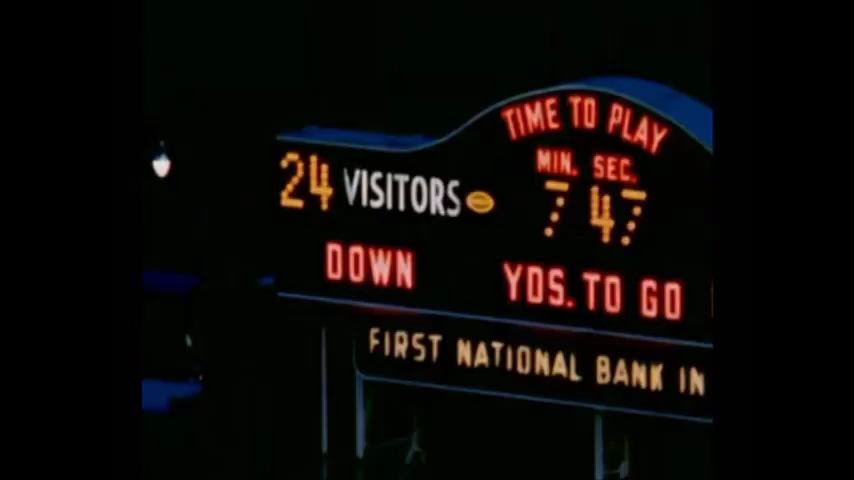 TIME TO PLAY
MIN. SEC.
24 VISITORS 7 47
DOWN YDS. TO GO
FIRST NATIONAL BANK IN